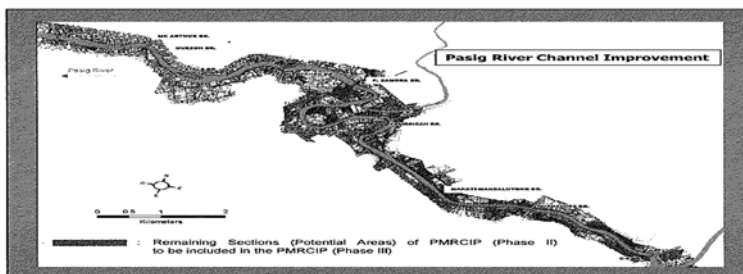 MC ARTHUR BR.
QUEZON BR.
Pasig River
Pasig River Channel Improvement
P. ZAMORA BR.
MAKATI-MANDALUYONG BR.
0 0.5 1 2
Kilometers
: Remaining Sections (Potential Areas) of PMRCIP (Phase II)
to be included in the PMRCIP (Phase III)